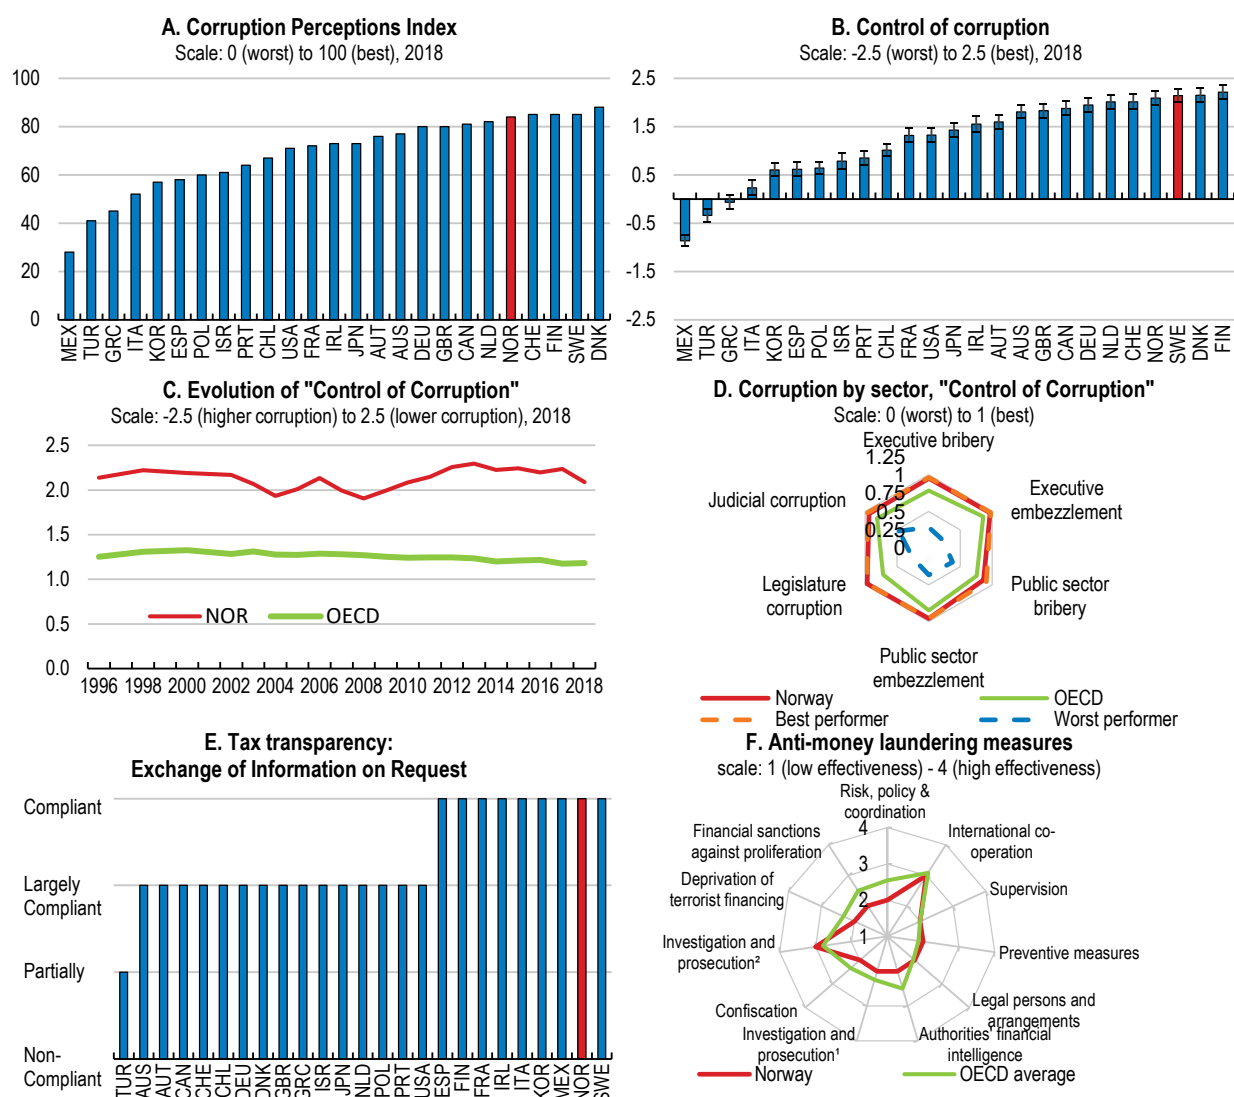 A. Corruption Perceptions Index
Scale: 0 (worst) to 100 (best), 2018
100
80
60
40
20
0
MEX TUR GRC ITA KOR ESP POL ISR PRT CHL USA FRA IRL JPN AUT AUS DEU GBR CAN NLD NOR CHE FIN SWE DNK
B. Control of corruption
Scale: -2.5 (worst) to 2.5 (best), 2018
2.5
1.5
0.5
-0.5
-1.5
-2.5
MEX TUR GRC ITA KOR ESP POL ISR PRT CHL FRA USA JPN IRL AUT AUS GBR CAN DEU NLD CHE NOR SWE DNK FIN
C. Evolution of "Control of Corruption"
Scale: -2.5 (higher corruption) to 2.5 (lower corruption), 2018
2.5
2.0
1.5
1.0
0.5
0.0
NOR OECD
1996 1998 2000 2002 2004 2006 2008 2010 2012 2014 2016 2018
D. Corruption by sector, "Control of Corruption"
Scale: 0 (worst) to 1 (best)
Executive bribery
1.25
1
0.75
0.5
0.25
0
Executive
embezzlement
Public sector
bribery
Public sector
embezzlement
Legislature
corruption
Judicial corruption
Norway OECD
Best performer Worst performer
E. Tax transparency:
Exchange of Information on Request
Compliant
Largely
Compliant
Partially
Non-
Compliant
TUR AUS AUT CAN CHE CHL DEU DNK GBR GRC ISR JPN NLD POL PRT USA ESP FIN FRA IRL ITA KOR MEX NOR SWE
F. Anti-money laundering measures
scale: 1 (low effectiveness) - 4 (high effectiveness)
Risk, policy &
coordination
4
3
2
1
International co-
operation
Supervision
Preventive measures
Legal persons and
arrangements
Authorities' financial
intelligence
Investigation and
prosecution¹
Confiscation
Investigation and
prosecution²
Deprivation of
terrorist financing
Financial sanctions
against proliferation
Norway OECD average